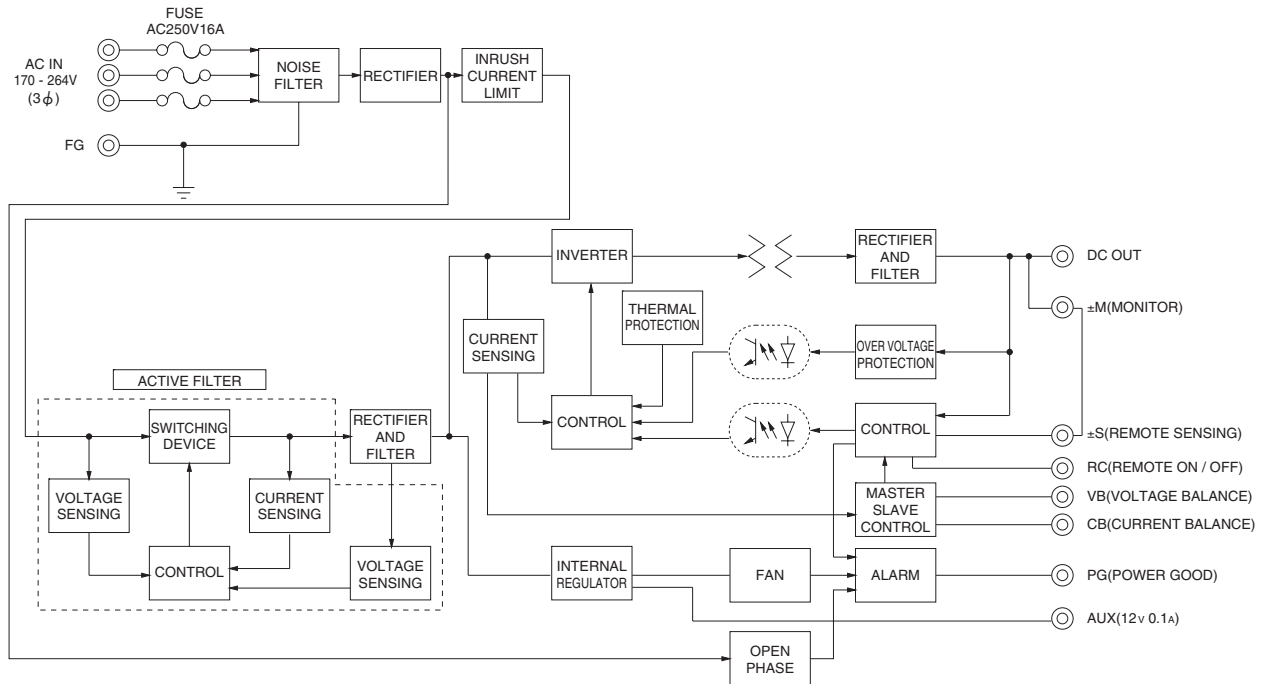 FUSE
AC250V16A
AC IN
170 - 264V
(3ϕ)
NOISE
FILTER
RECTIFIER
INRUSH
CURRENT
LIMIT
FG
INVERTER
RECTIFIER
AND
FILTER
DC OUT
THERMAL
PROTECTION
±M(MONITOR)
CURRENT
SENSING
OVER VOLTAGE
PROTECTION
ACTIVE FILTER
SWITCHING
DEVICE
RECTIFIER
AND
FILTER
CONTROL
CONTROL
±S(REMOTE SENSING)
RC(REMOTE ON / OFF)
VOLTAGE
SENSING
CURRENT
SENSING
MASTER
SLAVE
CONTROL
VB(VOLTAGE BALANCE)
CB(CURRENT BALANCE)
CONTROL
VOLTAGE
SENSING
INTERNAL
REGULATOR
FAN
ALARM
PG(POWER GOOD)
AUX(12V 0.1A)
OPEN
PHASE